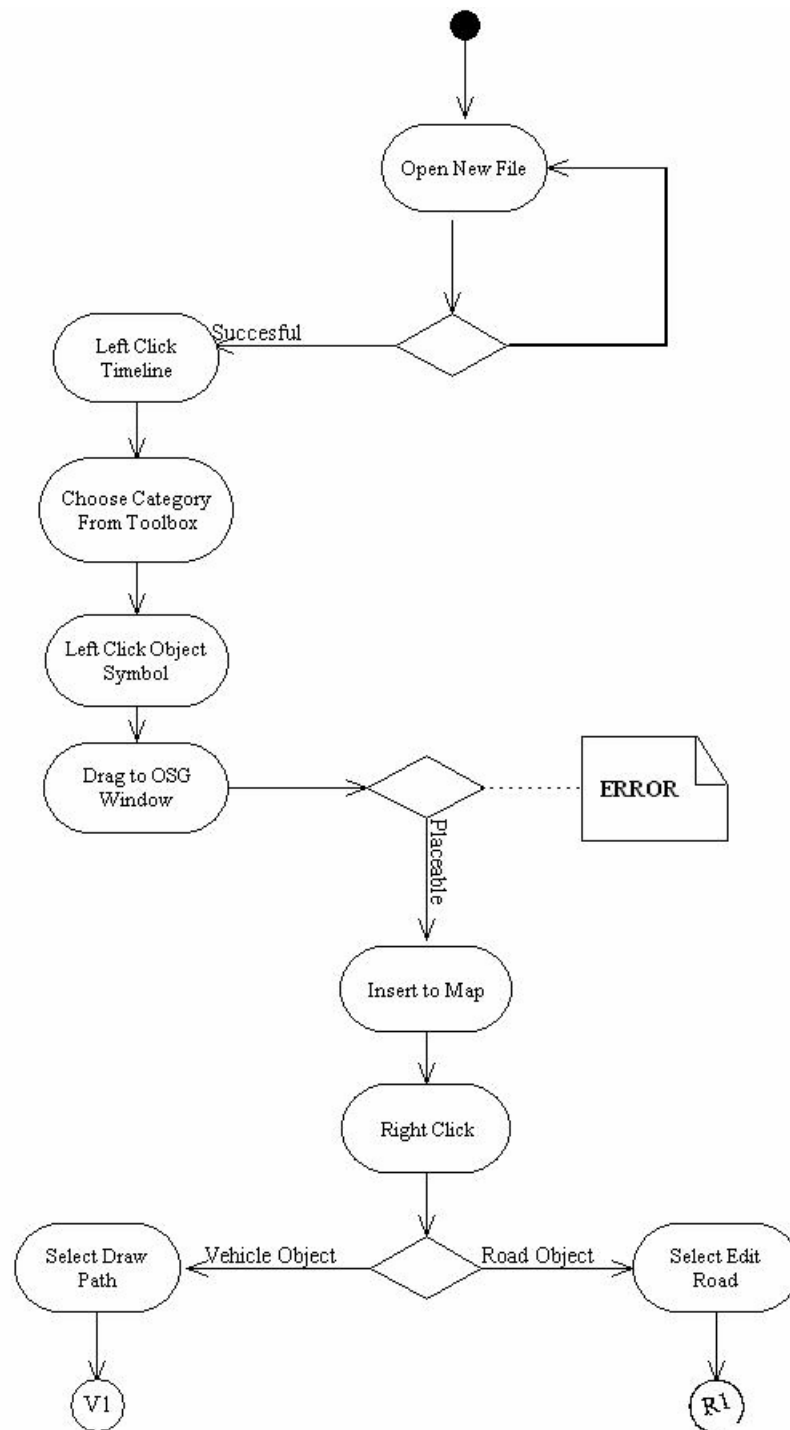 Open New File
Succesful
Left Click
Timeline
Choose Category
From Toolbox
Left Click Object
Symbol
Drag to OSG
Window
ERROR
Placeable
Insert to Map
Right Click
Vehicle Object
Road Object
Select Draw
Path
Select Edit
Road
V1
R1